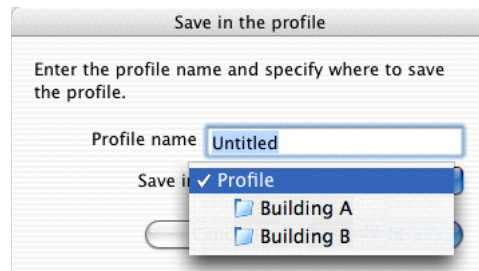 Save in the profile
Enter the profile name and specify where to save
the profile.
Profile name Untitled
Save i ✓ Profile
Building A
Building B